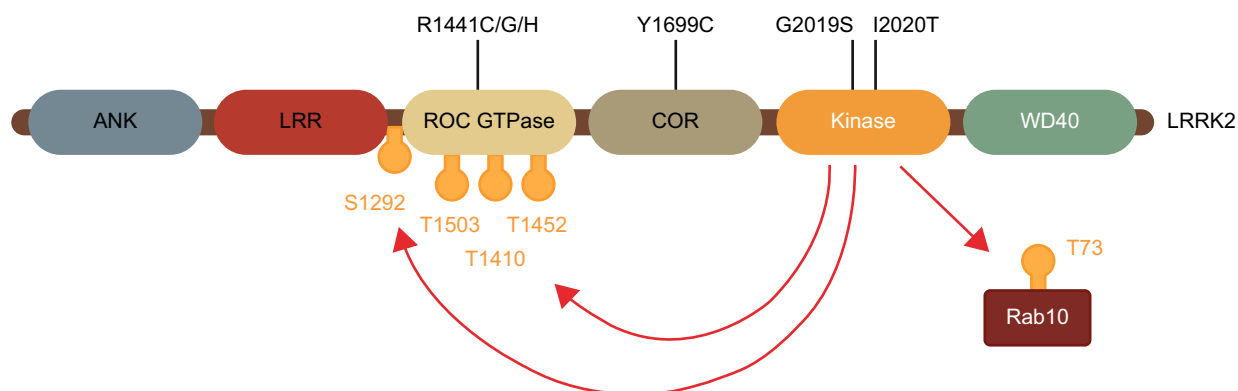 R1441C/G/H
Y1699C
G2019S
I2020T
ANK
LRR
ROC GTPase
COR
Kinase
WD40
LRRK2
S1292
T1503
T1452
T1410
T73
Rab10